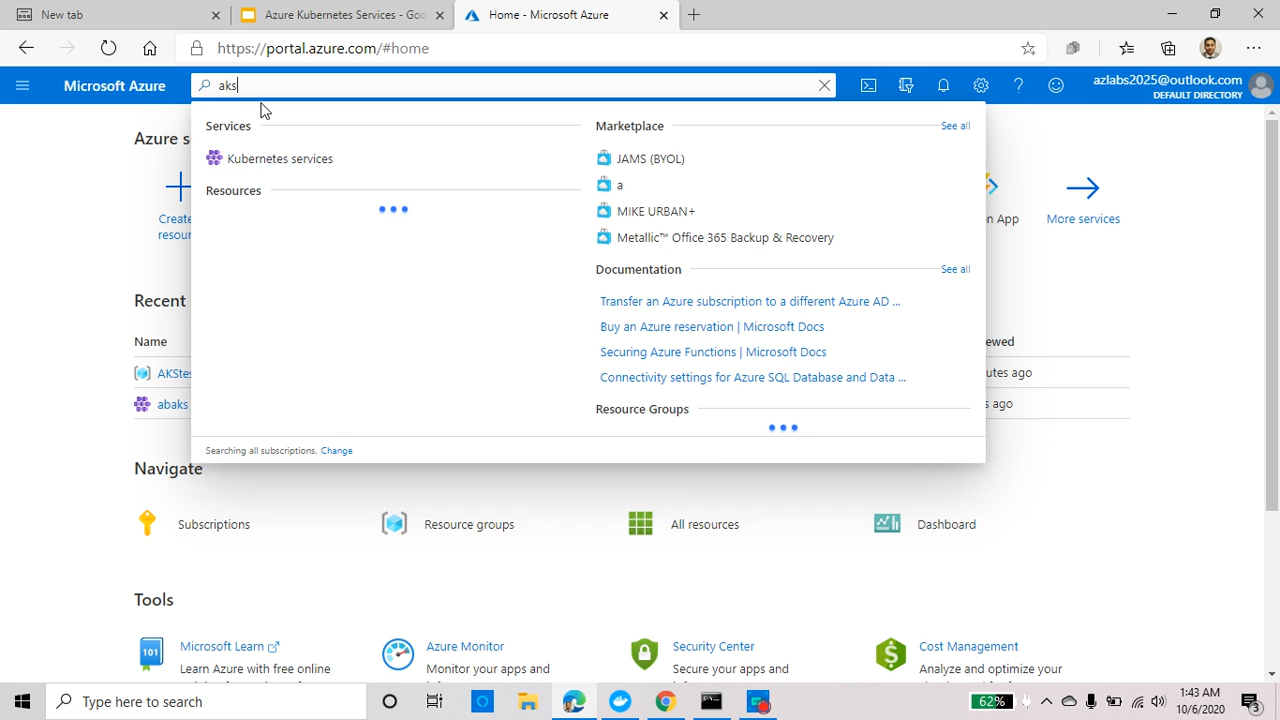 New tab
Azure Kubernetes Services - Goo
Home - Microsoft Azure
https://portal.azure.com/#home
Microsoft Azure
aks
azlabs2025@outlook.com
DEFAULT DIRECTORY
Services
Kubernetes services
Resources
Marketplace
See all
JAMS (BYOL)
a
MIKE URBAN+
Metallic™ Office 365 Backup & Recovery
Documentation
See all
Transfer an Azure subscription to a different Azure AD ...
Buy an Azure reservation | Microsoft Docs
Securing Azure Functions | Microsoft Docs
Connectivity settings for Azure SQL Database and Data ...
Resource Groups
Searching all subscriptions. Change
Azure s
Create
resour
n App
More services
Recent
Name
ewed
AKStes
utes ago
abaks
s ago
Navigate
Subscriptions
Resource groups
All resources
Dashboard
Tools
101
Microsoft Learn
Learn Azure with free online
Azure Monitor
Monitor your apps and
Security Center
Secure your apps and
Cost Management
Analyze and optimize your
Type here to search
62%
1:43 AM
10/6/2020
3